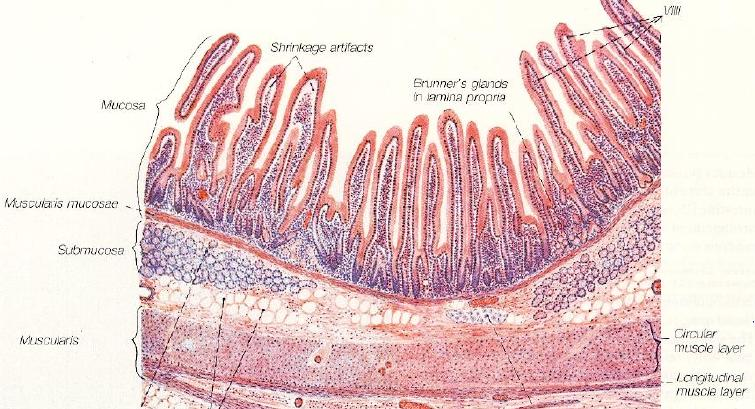 Villi
Shrinkage artifacts
Brunner's glands
in lamina propria
Mucosa
Muscularis mucosae
Submucosa
Muscularis
Circular
muscle layer
Longitudinal
muscle layer